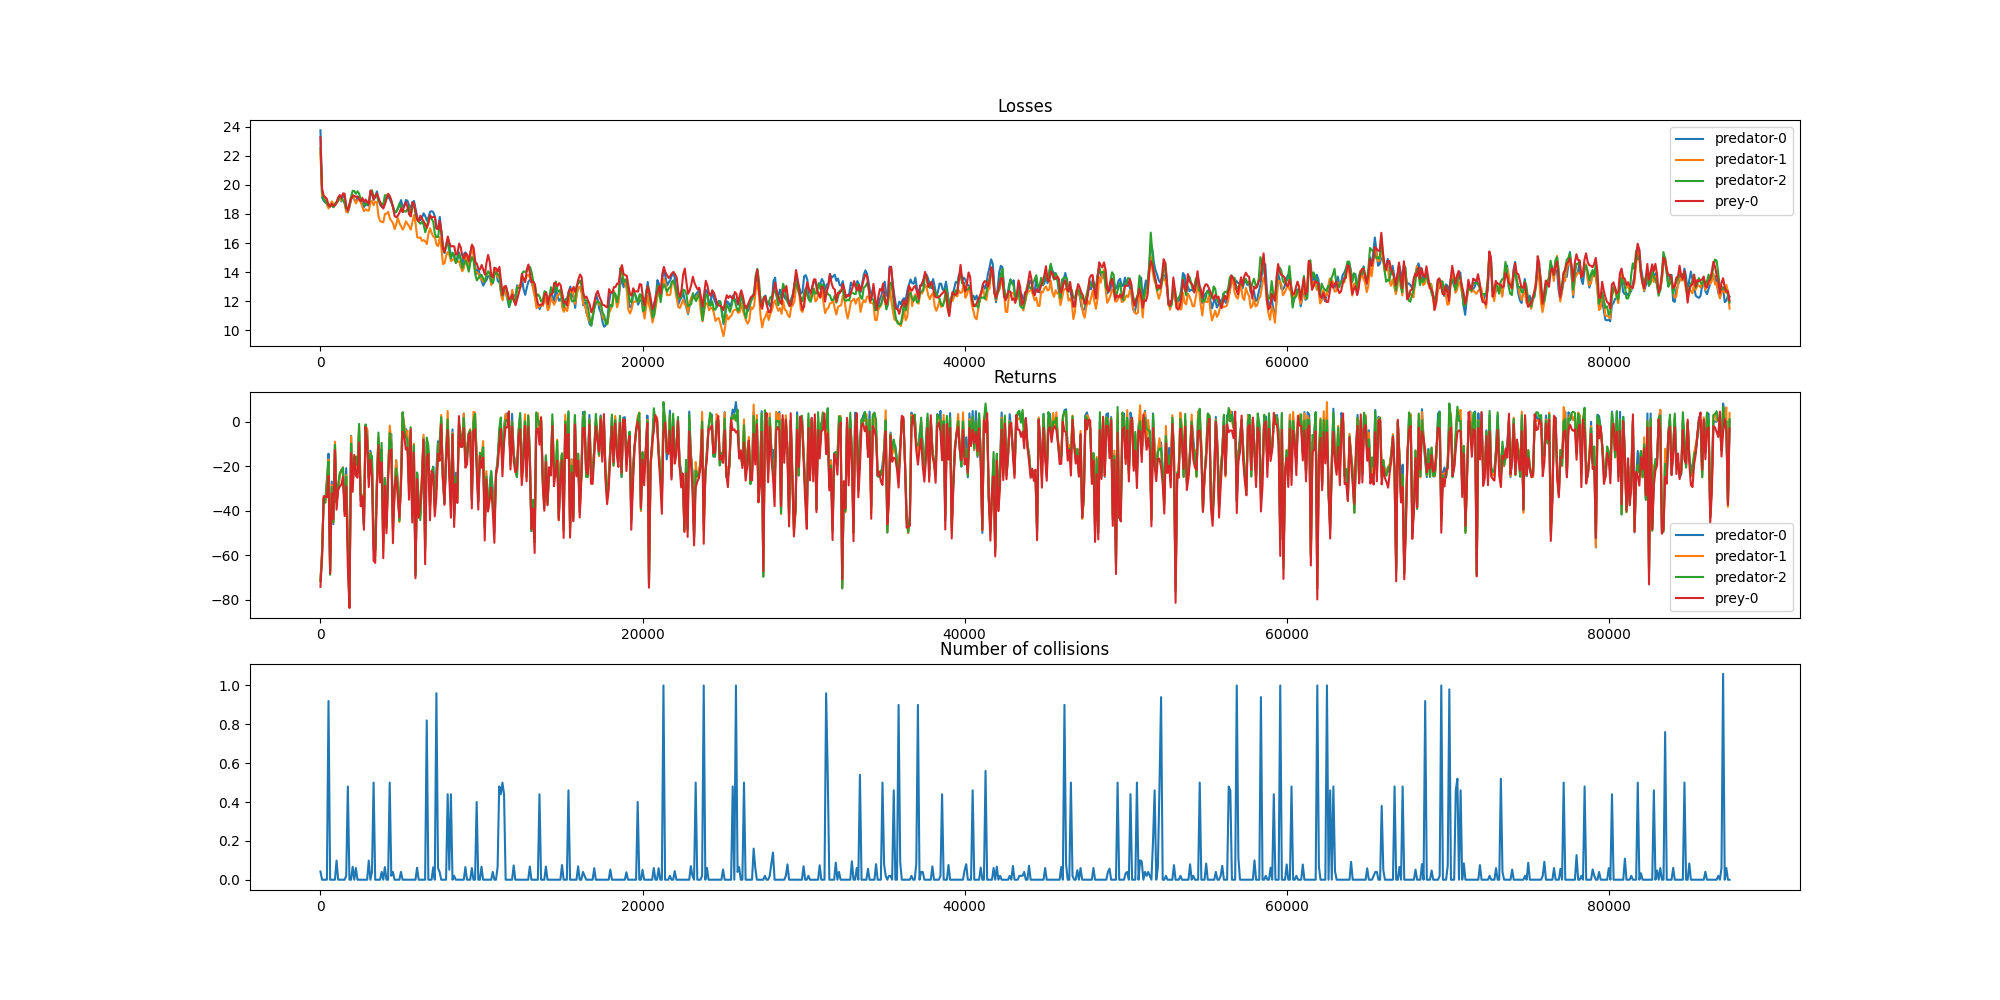 Losses
24
22
20
18
16
14
12
10
predator-0
predator-1
predator-2
prey-0
0 20000 40000 60000 80000
Returns
0
−20
−40
−60
−80
predator-0
predator-1
predator-2
prey-0
0 20000 40000 60000 80000
Number of collisions
1.0
0.8
0.6
0.4
0.2
0.0
0 20000 40000 60000 80000